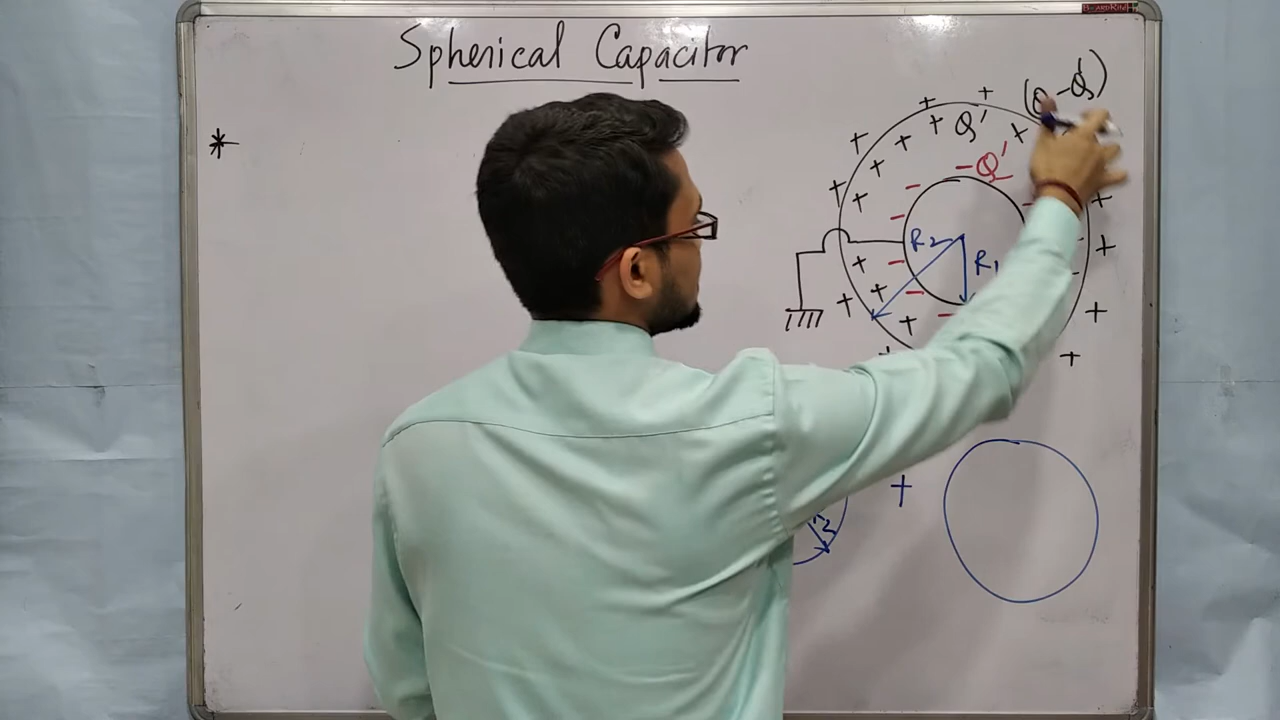 Spherical Capacitor
*
(Q-Q')
Q'
-Q'
R2
R1